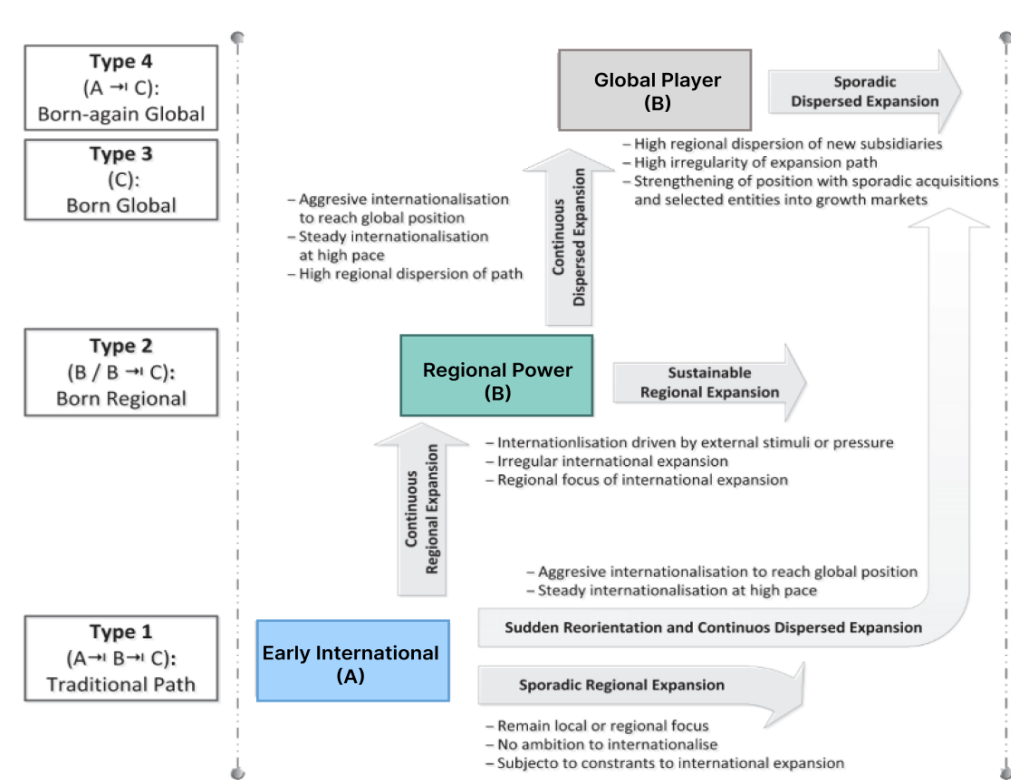 Type 4
(A →ı C):
Born-again Global
Type 3
(C):
Born Global
Type 2
(B / B →ı C):
Born Regional
Type 1
(A→ı B→ı C):
Traditional Path
Global Player
(B)
Sporadic
Dispersed Expansion
– High regional dispersion of new subsidiaries
– High irregularity of expansion path
– Strengthening of position with sporadic acquisitions
and selected entities into growth markets
– Aggresive internationalisation
to reach global position
– Steady internationalisation
at high pace
– High regional dispersion of path
Continuous
Dispersed Expansion
Regional Power
(B)
Sustainable
Regional Expansion
– Internationlisation driven by external stimuli or pressure
– Irregular international expansion
– Regional focus of international expansion
Continuous
Regional Expansion
– Aggresive internationalisation to reach global position
– Steady internationalisation at high pace
Sudden Reorientation and Continuos Dispersed Expansion
Early International
(A)
Sporadic Regional Expansion
– Remain local or regional focus
– No ambition to internationalise
– Subjecto to constrants to international expansion